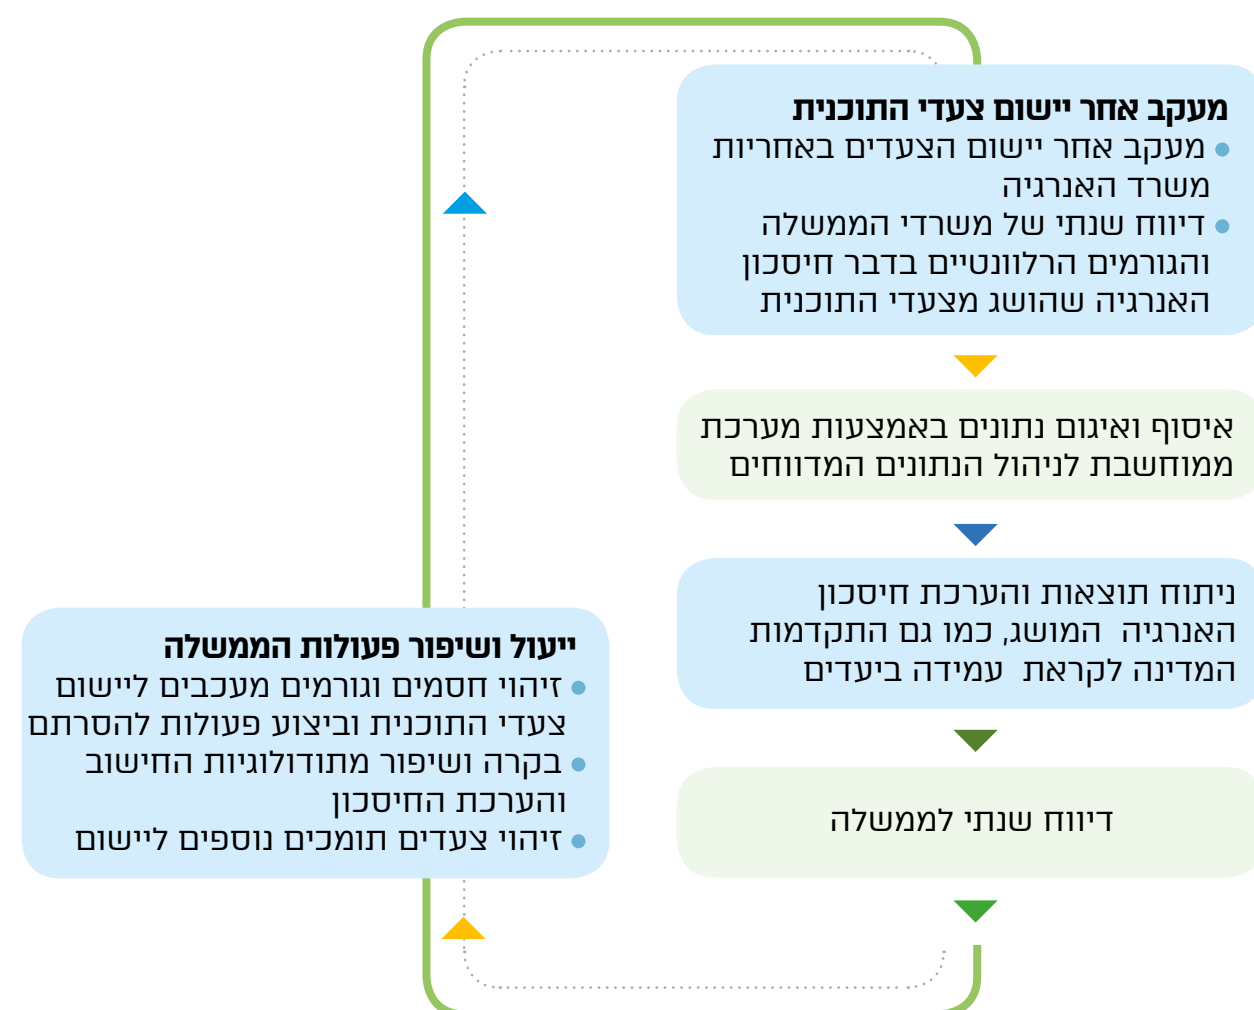 מעקב אחר יישום צעדי התוכנית
• מעקב אחר יישום הצעדים באחריות
משרד האנרגיה
• דיווח שנתי של משרדי הממשלה
והגורמים הרלוונטיים בדבר חיסכון
האנרגיה שהושג מצעדי התוכנית
איסוף ואיגום נתונים באמצעות מערכת
ממוחשבת לניהול הנתונים המדווחים
ניתוח תוצאות והערכת חיסכון
האנרגיה המושג, כמו גם התקדמות
המדינה לקראת עמידה ביעדים
דיווח שנתי לממשלה
ייעול ושיפור פעולות הממשלה
• זיהוי חסמים וגורמים מעכבים ליישום
צעדי התוכנית וביצוע פעולות להסרתם
• בקרה ושיפור מתודולוגיות החישוב
והערכת החיסכון
• זיהוי צעדים תומכים נוספים ליישום